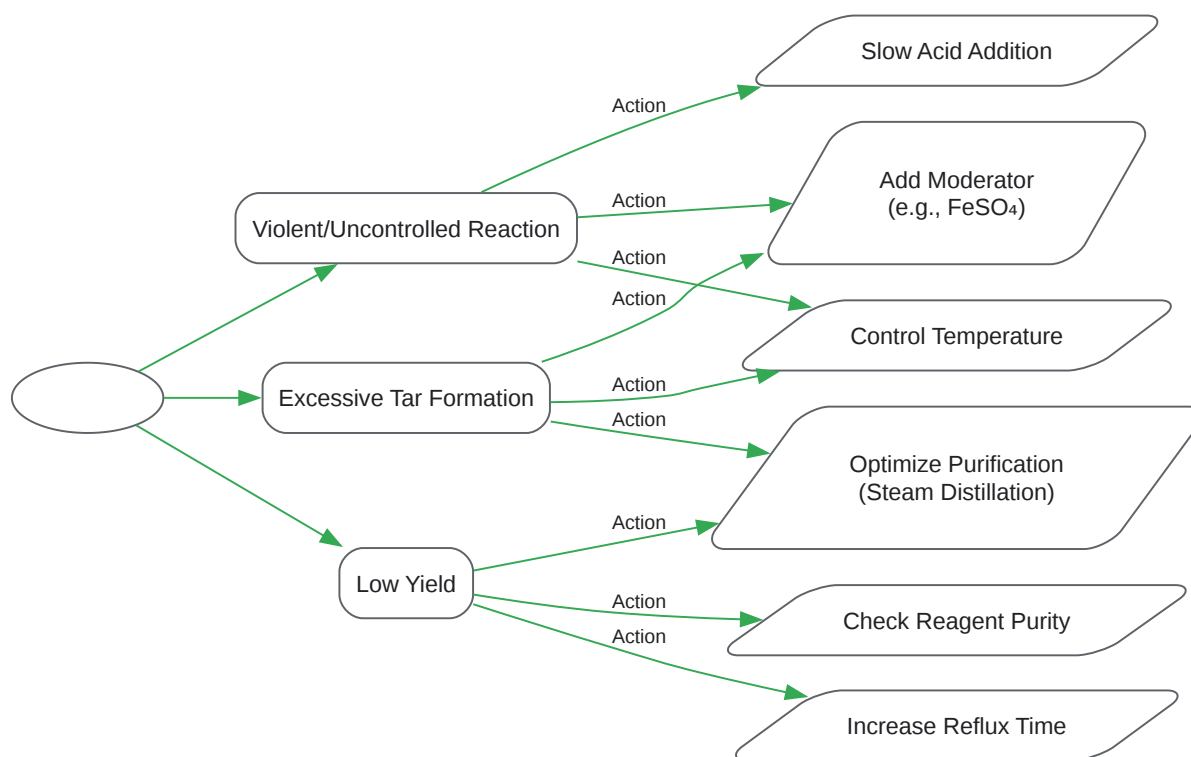 Slow Acid Addition
Action
Add Moderator
(e.g., FeSO₄)
Action
Violent/Uncontrolled Reaction
Action
Action
Control Temperature
Action
Excessive Tar Formation
Action
Optimize Purification
(Steam Distillation)
Action
Low Yield
Action
Check Reagent Purity
Action
Increase Reflux Time